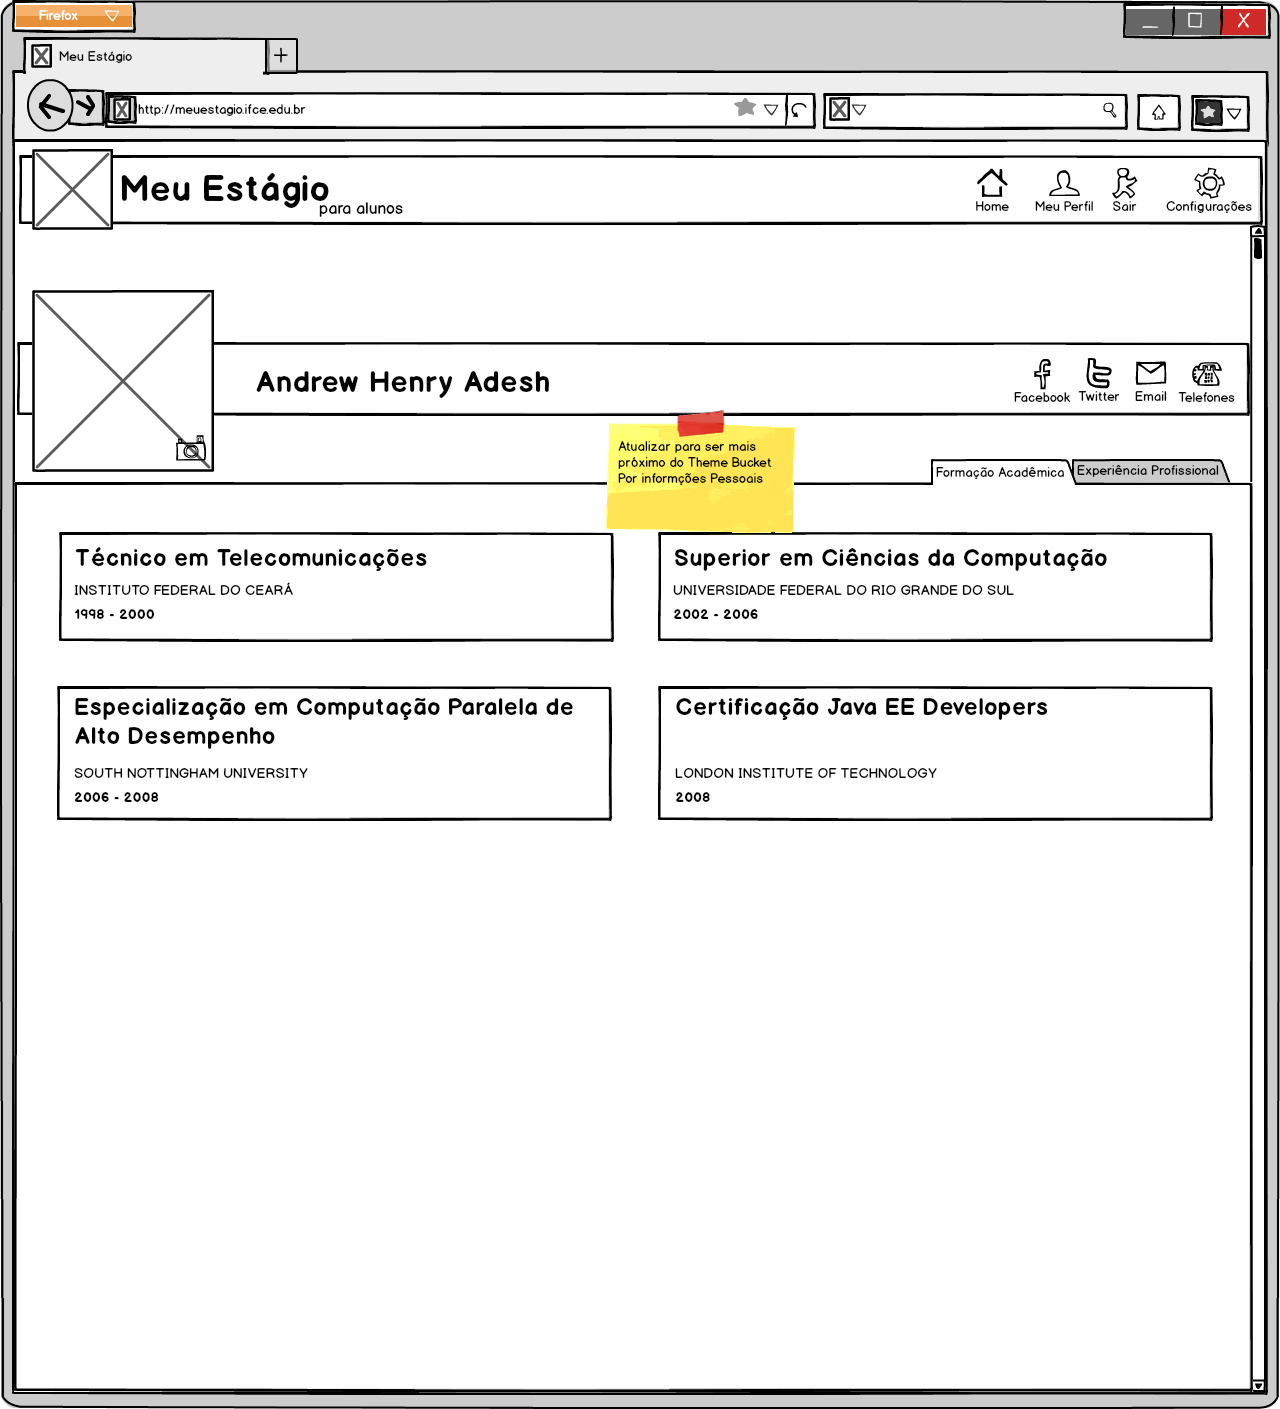 Firefox
Meu Estágio
http://meuestagio.ifce.edu.br
Meu Estágio
para alunos
Home
Meu Perfil
Sair
Configurações
Andrew Henry Adesh
Facebook
Twitter
Email
Telefones
Atualizar para ser mais
próximo do Theme Bucket
Por informções Pessoais
Formação Acadêmica
Experiência Profissional
Técnico em Telecomunicações
INSTITUTO FEDERAL DO CEARÁ
1998 - 2000
Superior em Ciências da Computação
UNIVERSIDADE FEDERAL DO RIO GRANDE DO SUL
2002 - 2006
Especialização em Computação Paralela de
Alto Desempenho
SOUTH NOTTINGHAM UNIVERSITY
2006 - 2008
Certificação Java EE Developers
LONDON INSTITUTE OF TECHNOLOGY
2008